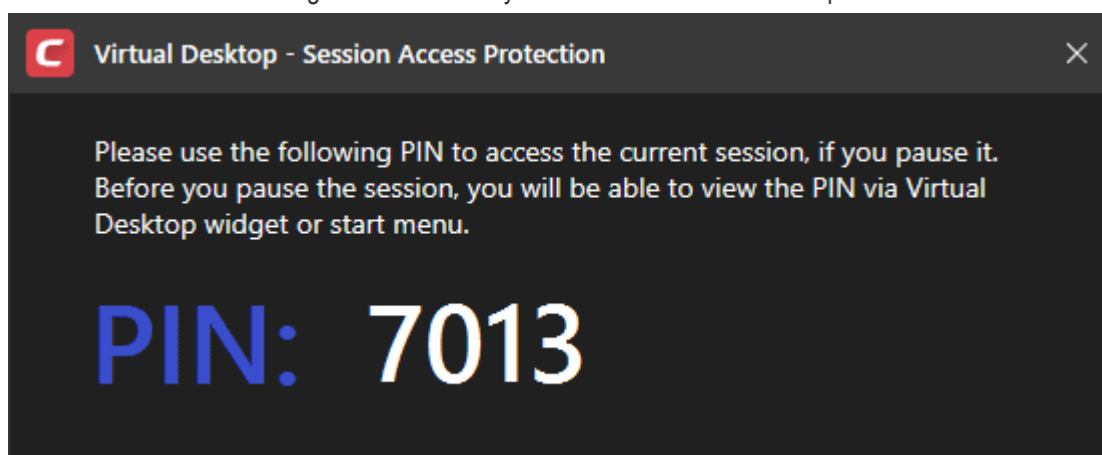 Virtual Desktop - Session Access Protection
Please use the following PIN to access the current session, if you pause it.
Before you pause the session, you will be able to view the PIN via Virtual
Desktop widget or start menu.
PIN: 7013